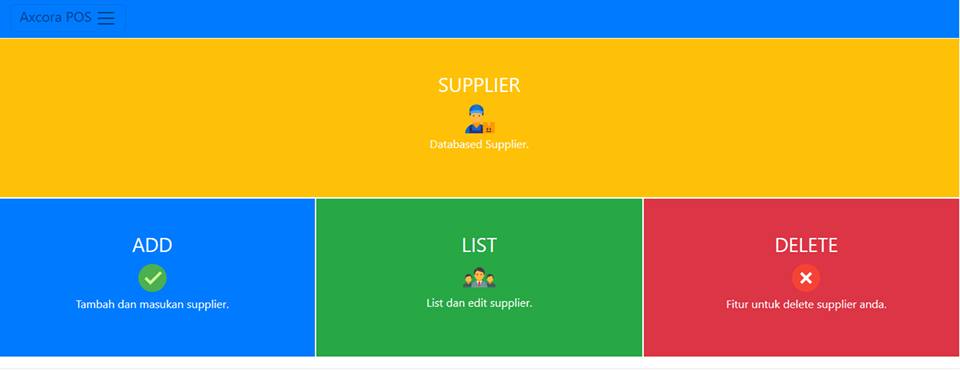 Axcora POS
SUPPLIER
Databased Supplier.
ADD
Tambah dan masukan supplier.
LIST
List dan edit supplier.
DELETE
Fitur untuk delete supplier anda.